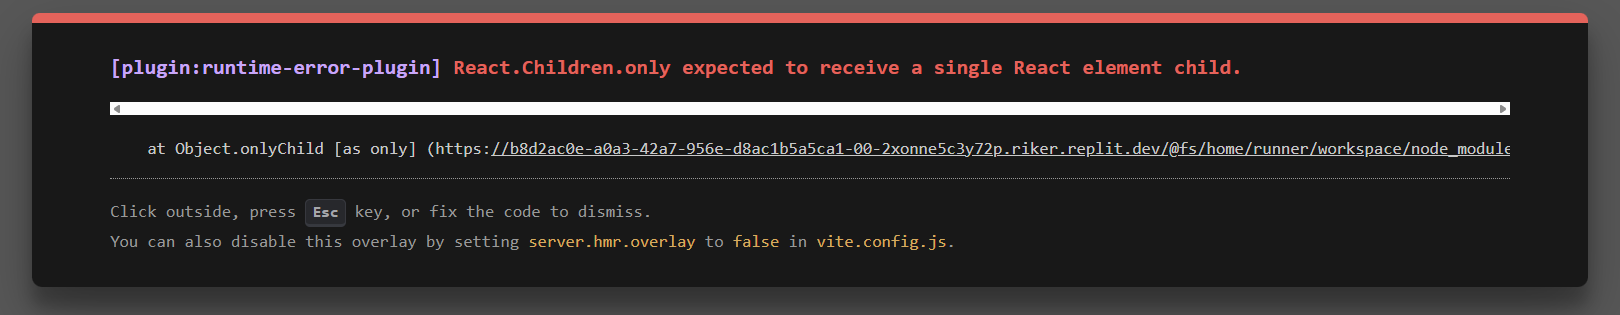 [plugin:runtime-error-plugin] React.Children.only expected to receive a single React element child.
at Object.onlyChild [as only] (https://b8d2ac0e-a0a3-42a7-956e-d8ac1b5a5ca1-00-2xonne5c3y72p.riker.replit.dev/@fs/home/runner/workspace/node_module
Click outside, press Esc key, or fix the code to dismiss.
You can also disable this overlay by setting server.hmr.overlay to false in vite.config.js.